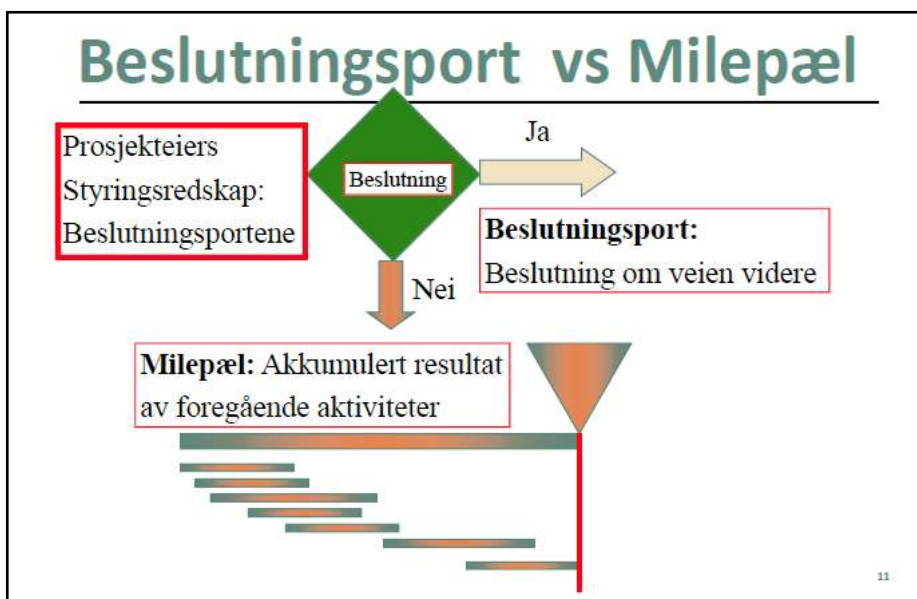 Beslutningsport vs Milepæl
Prosjekteiers
Styringsredskap:
Beslutningsportene
Beslutning
Ja
Beslutningsport:
Beslutning om veien videre
Nei
Milepæl: Akkumulert resultat
av foregående aktiviteter
11